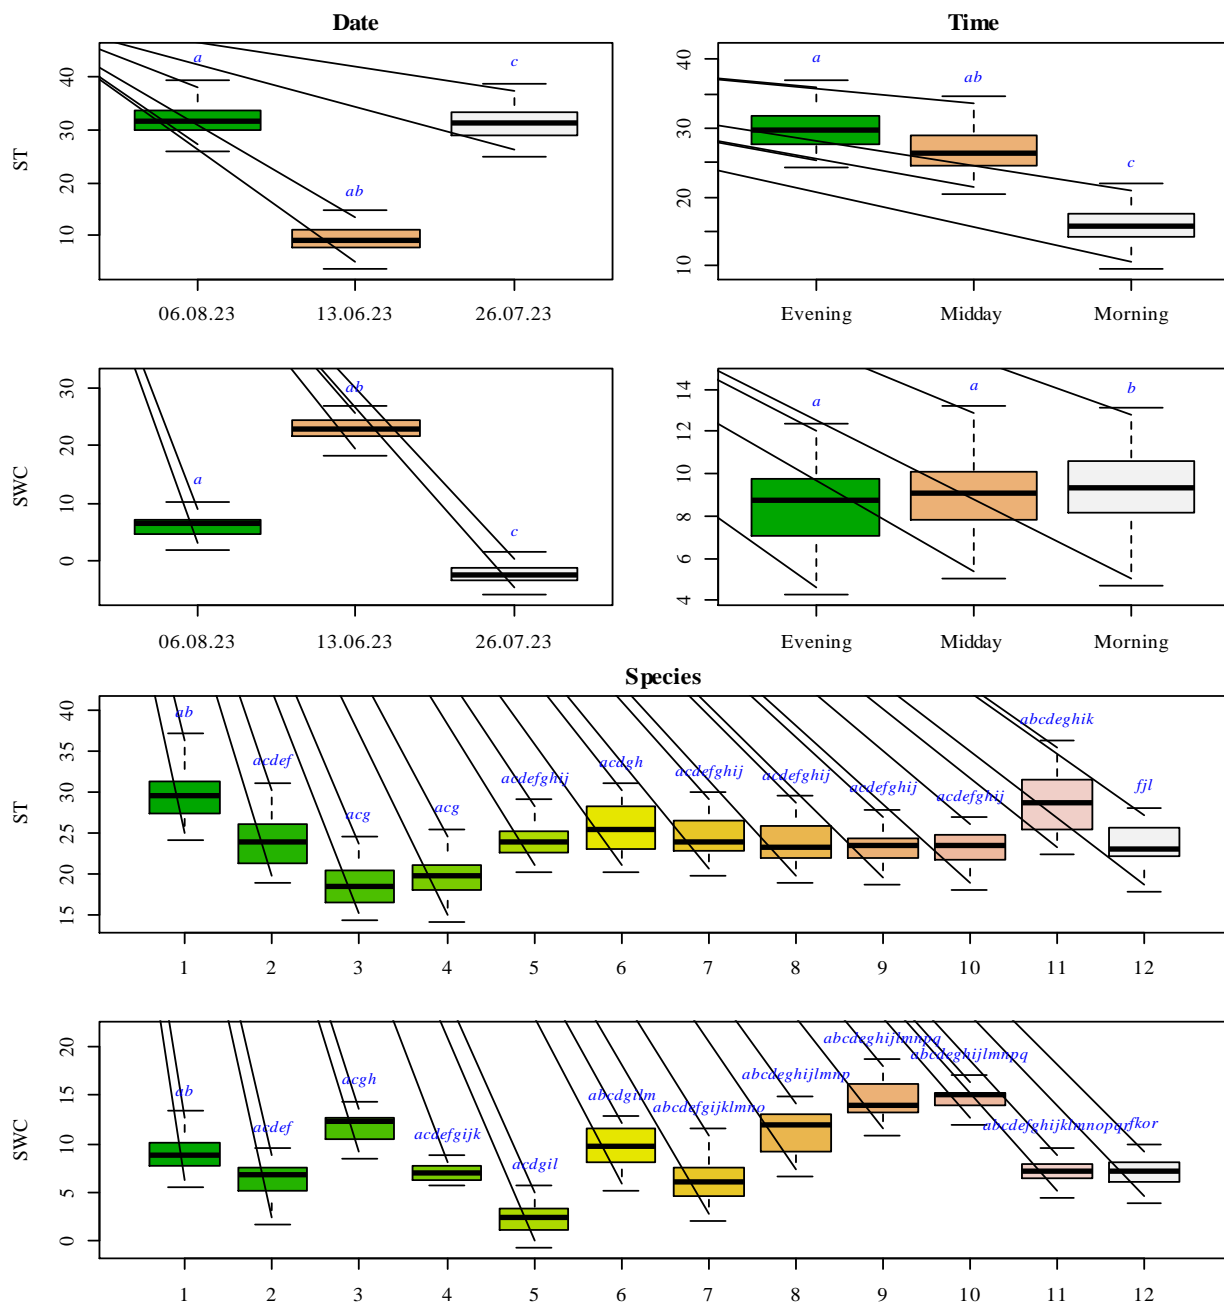 Date Time
40 30 20 10
ST
a ab c
06.08.23 13.06.23 26.07.23
40 30 20 10
a ab c
Evening Midday Morning
30 20 10 0
SWC
a ab c
06.08.23 13.06.23 26.07.23
14 12 10 8 6 4
a a b
Evening Midday Morning
Species
40 35 30 25 20 15
ST
ab acdef acg acg acdefghij acdgh acdefghij acdefghij acdefghij acdefghij abcdeghik fjl
1 2 3 4 5 6 7 8 9 10 11 12
20 15 10 5 0
SWC
ab acdef acgh acdefgijk acdgil abcdgilm abcdefgijklmno abcdeghijlmnp abcdeghijlmnpq abcdeghijlmnpq abcdefghijklmnopqr fkor
1 2 3 4 5 6 7 8 9 10 11 12